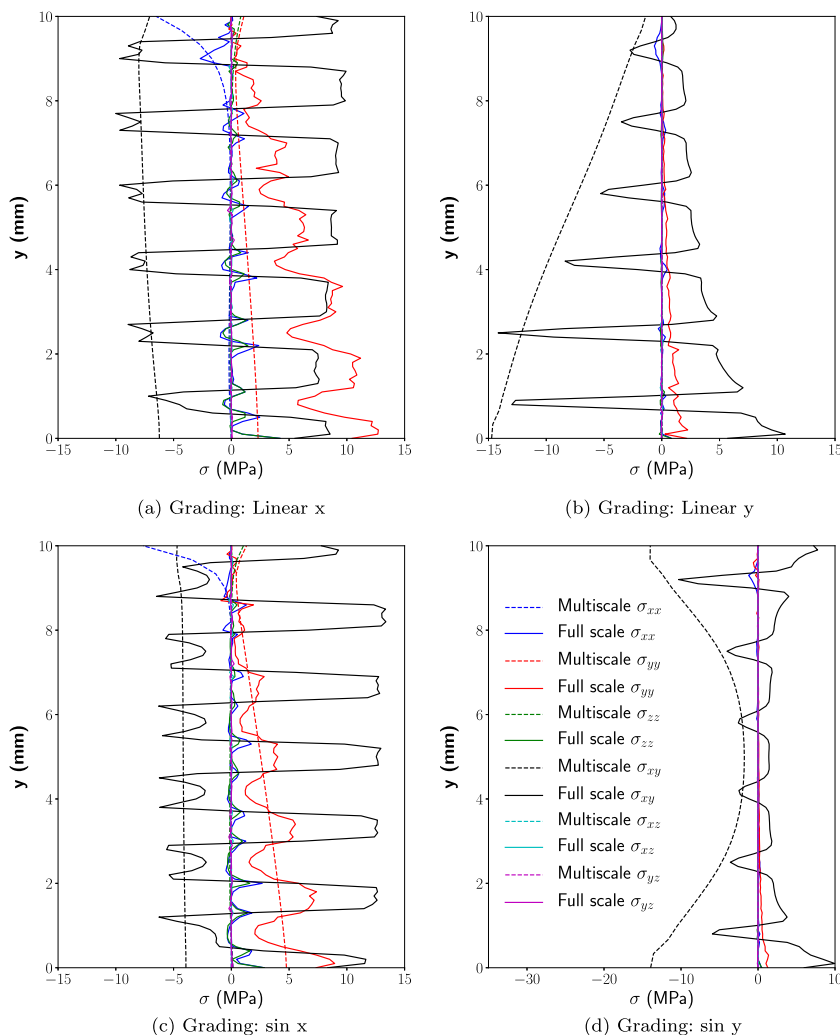 10
8
6
4
2
0
y (mm)
−15 −10 −5 0 5 10 15
σ (MPa)
(a) Grading: Linear x
10
8
6
4
2
0
y (mm)
−15 −10 −5 0 5 10 15
σ (MPa)
(b) Grading: Linear y
10
8
6
4
2
0
y (mm)
−15 −10 −5 0 5 10 15
σ (MPa)
(c) Grading: sin x
10
8
6
4
2
0
y (mm)
Multiscale σxx
Full scale σxx
Multiscale σyy
Full scale σyy
Multiscale σzz
Full scale σzz
Multiscale σxy
Full scale σxy
Multiscale σxz
Full scale σxz
Multiscale σyz
Full scale σyz
−30 −20 −10 0 10
σ (MPa)
(d) Grading: sin y